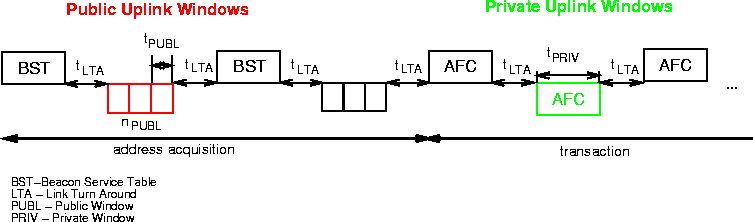 Public Uplink Windows
Private Uplink Windows
tPUBL
tPRIV
BST
tLTA
tLTA
BST
tLTA
tLTA
AFC
tLTA
AFC
tLTA
AFC
...
nPUBL
address acquisition
transaction
BST–Beacon Service Table
LTA – Link Turn Around
PUBL – Public Window
PRIV – Private Window